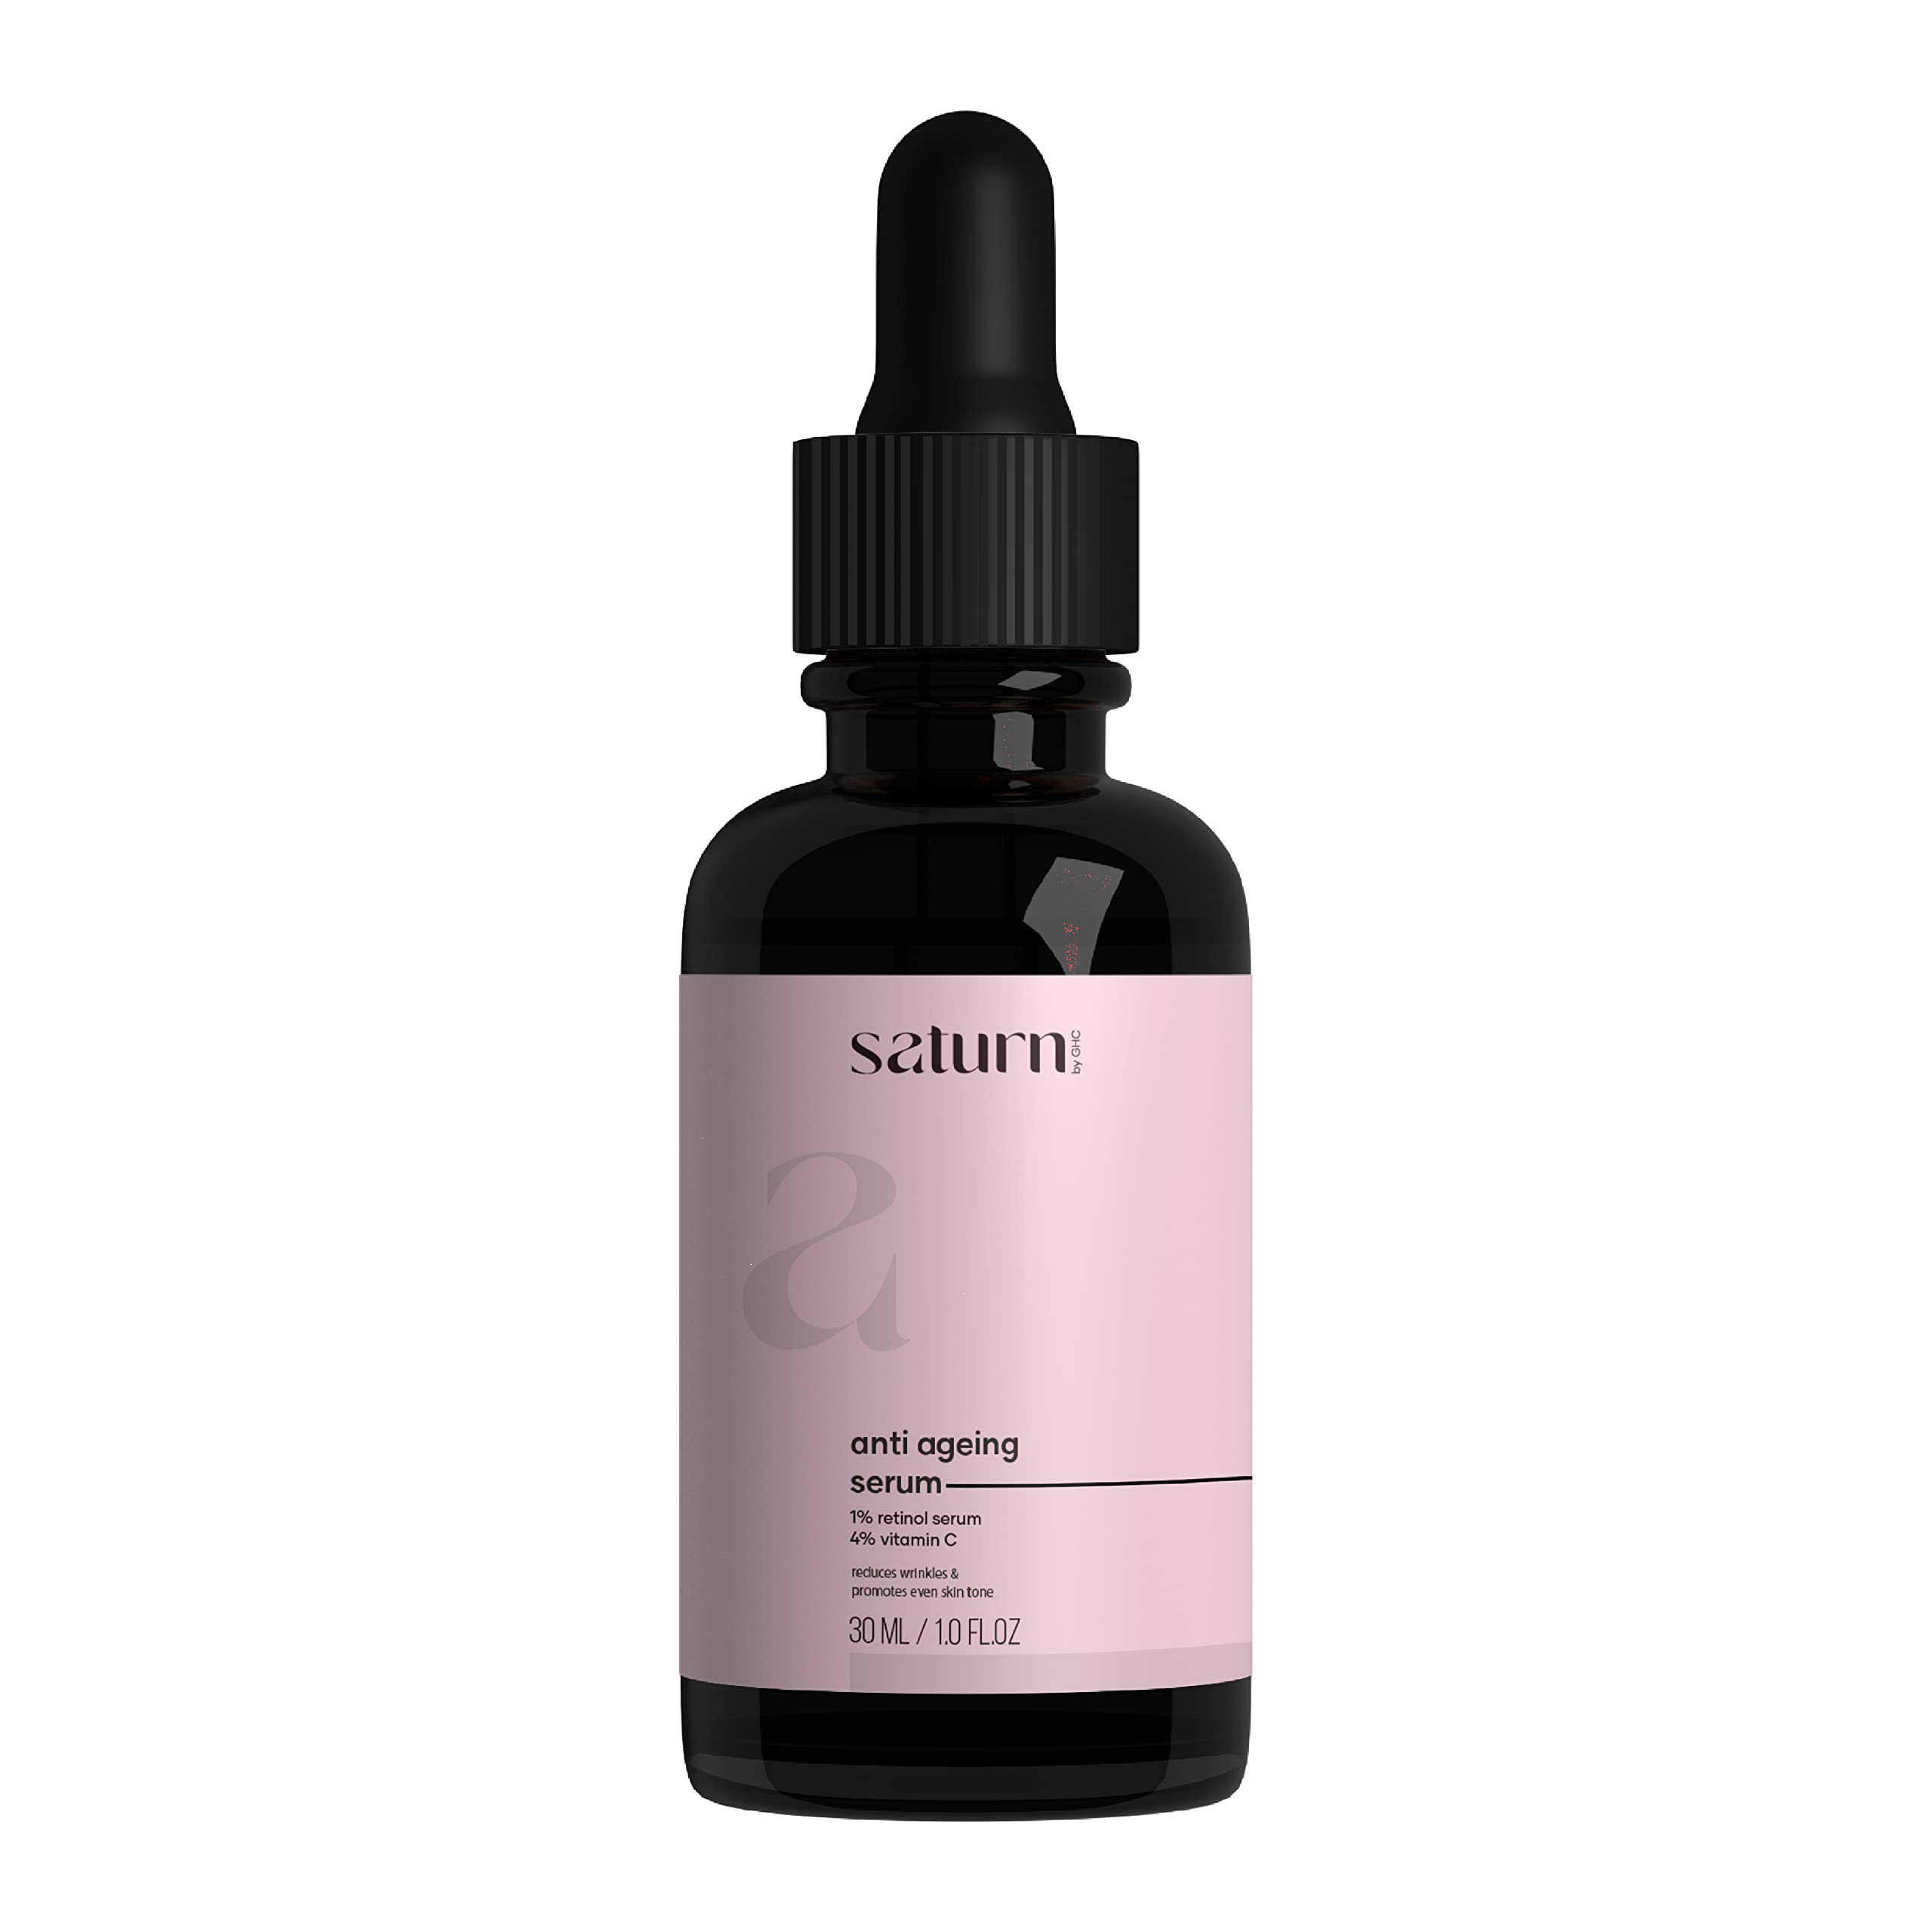 saturn by GHC
a
anti ageing
serum
1% retinol serum
4% vitamin C
reduces wrinkles &
promotes even skin tone
30 ML / 1.0 FL.OZ